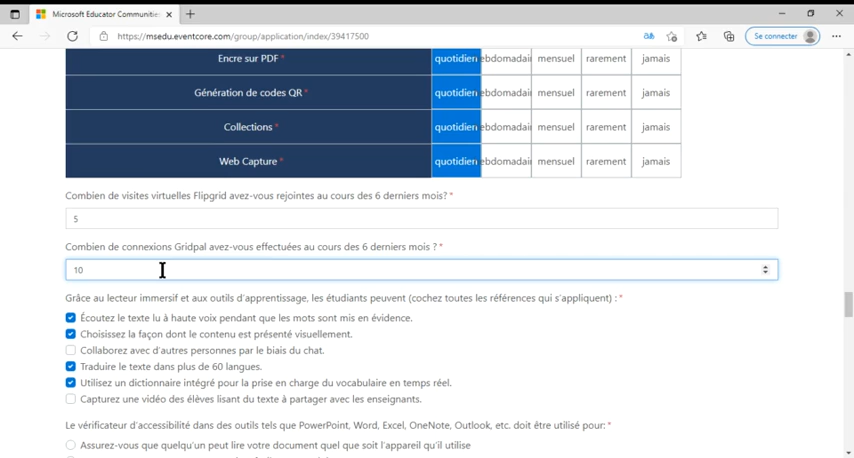 Microsoft Educator Communities
https://msedu.eventcore.com/group/application/index/39417500
Se connecter
Encre sur PDF * quotidien ebdomadair mensuel rarement jamais
Génération de codes QR * quotidien ebdomadair mensuel rarement jamais
Collections * quotidien ebdomadair mensuel rarement jamais
Web Capture * quotidien ebdomadair mensuel rarement jamais
Combien de visites virtuelles Flipgrid avez-vous rejointes au cours des 6 derniers mois? *
5
Combien de connexions Gridpal avez-vous effectuées au cours des 6 derniers mois ? *
10
Grâce au lecteur immersif et aux outils d'apprentissage, les étudiants peuvent (cochez toutes les références qui s'appliquent) : *
Écoutez le texte lu à haute voix pendant que les mots sont mis en évidence.
Choisissez la façon dont le contenu est présenté visuellement.
Collaborez avec d'autres personnes par le biais du chat.
Traduire le texte dans plus de 60 langues.
Utilisez un dictionnaire intégré pour la prise en charge du vocabulaire en temps réel.
Capturez une vidéo des élèves lisant du texte à partager avec les enseignants.
Le vérificateur d'accessibilité dans des outils tels que PowerPoint, Word, Excel, OneNote, Outlook, etc. doit être utilisé pour: *
Assurez-vous que quelqu'un peut lire votre document quel que soit l'appareil qu'il utilise